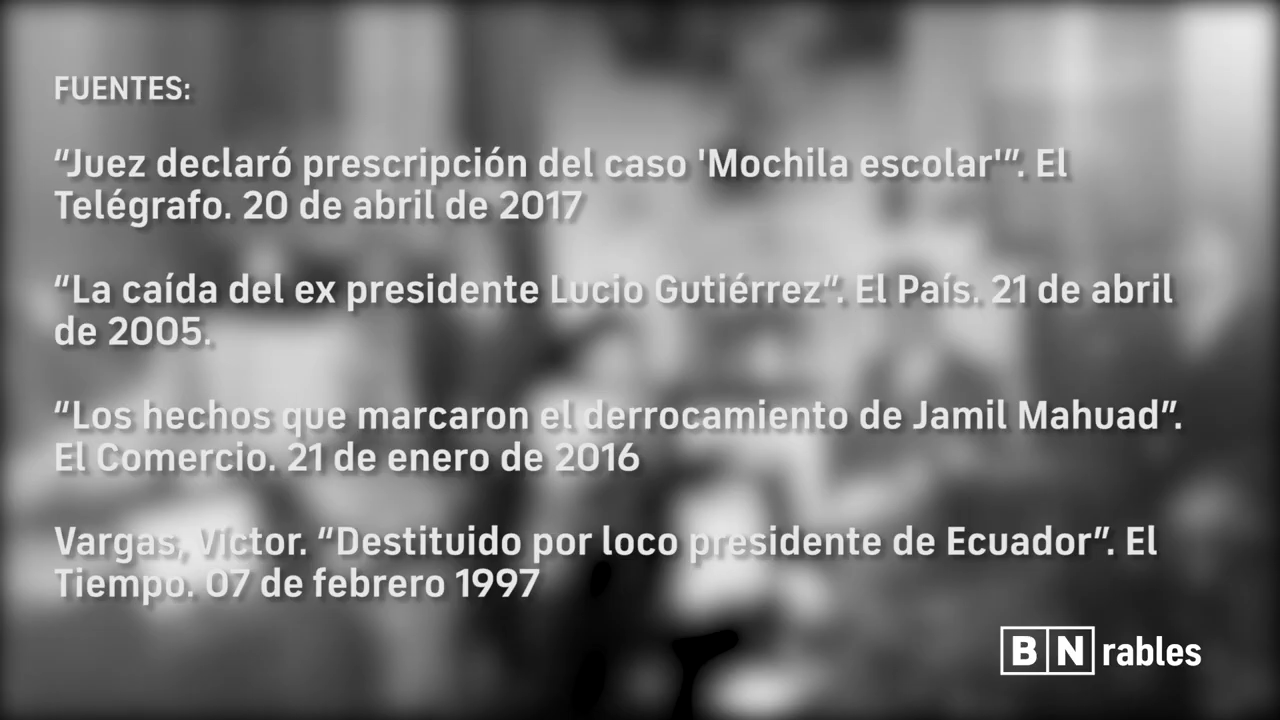 FUENTES:
“Juez declaró prescripción del caso 'Mochila escolar'”. El
Telégrafo. 20 de abril de 2017
“La caída del ex presidente Lucio Gutiérrez”. El País. 21 de abril
de 2005.
“Los hechos que marcaron el derrocamiento de Jamil Mahuad”.
El Comercio. 21 de enero de 2016
Vargas, Víctor. “Destituido por loco presidente de Ecuador”. El
Tiempo. 07 de febrero 1997
BN rables